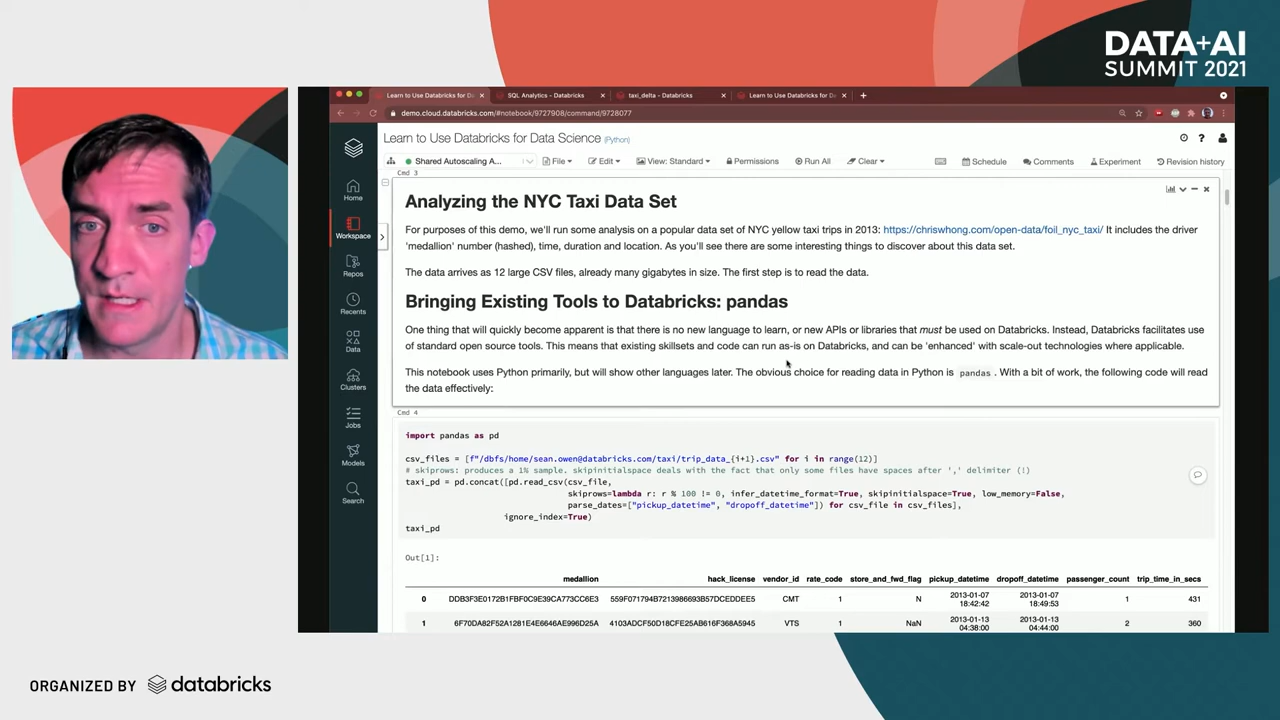 DATA+AI
SUMMIT 2021
Learn to Use Databricks for Da
SQL Analytics - Databricks
taxi_delta - Databricks
Learn to Use Databricks for Da
demo.cloud.databricks.com/#notebook/9727908/command/9728077
Learn to Use Databricks for Data Science (Python)
Shared Autoscaling A...
File
Edit
View: Standard
Permissions
Run All
Clear
Schedule
Comments
Experiment
Revision history
Home
Workspace
Repos
Recents
Data
Clusters
Jobs
Models
Search
Cmd 3
Analyzing the NYC Taxi Data Set
For purposes of this demo, we'll run some analysis on a popular data set of NYC yellow taxi trips in 2013: https://chriswhong.com/open-data/foil_nyc_taxi/ It includes the driver
'medallion' number (hashed), time, duration and location. As you'll see there are some interesting things to discover about this data set.
The data arrives as 12 large CSV files, already many gigabytes in size. The first step is to read the data.
Bringing Existing Tools to Databricks: pandas
One thing that will quickly become apparent is that there is no new language to learn, or new APIs or libraries that must be used on Databricks. Instead, Databricks facilitates use
of standard open source tools. This means that existing skillsets and code can run as-is on Databricks, and can be 'enhanced' with scale-out technologies where applicable.
This notebook uses Python primarily, but will show other languages later. The obvious choice for reading data in Python is pandas. With a bit of work, the following code will read
the data effectively:
Cmd 4
import pandas as pd
csv_files = [f"/dbfs/home/sean.owen@databricks.com/taxi/trip_data_{i+1}.csv" for i in range(12)]
# skiprows: produces a 1% sample. skipinitialspace deals with the fact that only some files have spaces after ',' delimiter (!)
taxi_pd = pd.concat([pd.read_csv(csv_file,
skiprows=lambda r: r % 100 != 0, infer_datetime_format=True, skipinitialspace=True, low_memory=False,
parse_dates=["pickup_datetime", "dropoff_datetime"]) for csv_file in csv_files],
ignore_index=True)
taxi_pd
Out[1]:
medallion hack_license vendor_id rate_code store_and_fwd_flag pickup_datetime dropoff_datetime passenger_count trip_time_in_secs
0 DDB3F3E0172B1FBF0C9E39CA773CC6E3 559F071794B7213986693B57DCEDDEE5 CMT 1 N 2013-01-07 18:42:42 2013-01-07 18:49:53 1 431
1 6F70DA82F52A1281E4E6646AE996D25A 4103ADCF50D18CFE25AB616F368A5945 VTS 1 NaN 2013-01-13 04:38:00 2013-01-13 04:44:00 2 360
ORGANIZED BY databricks